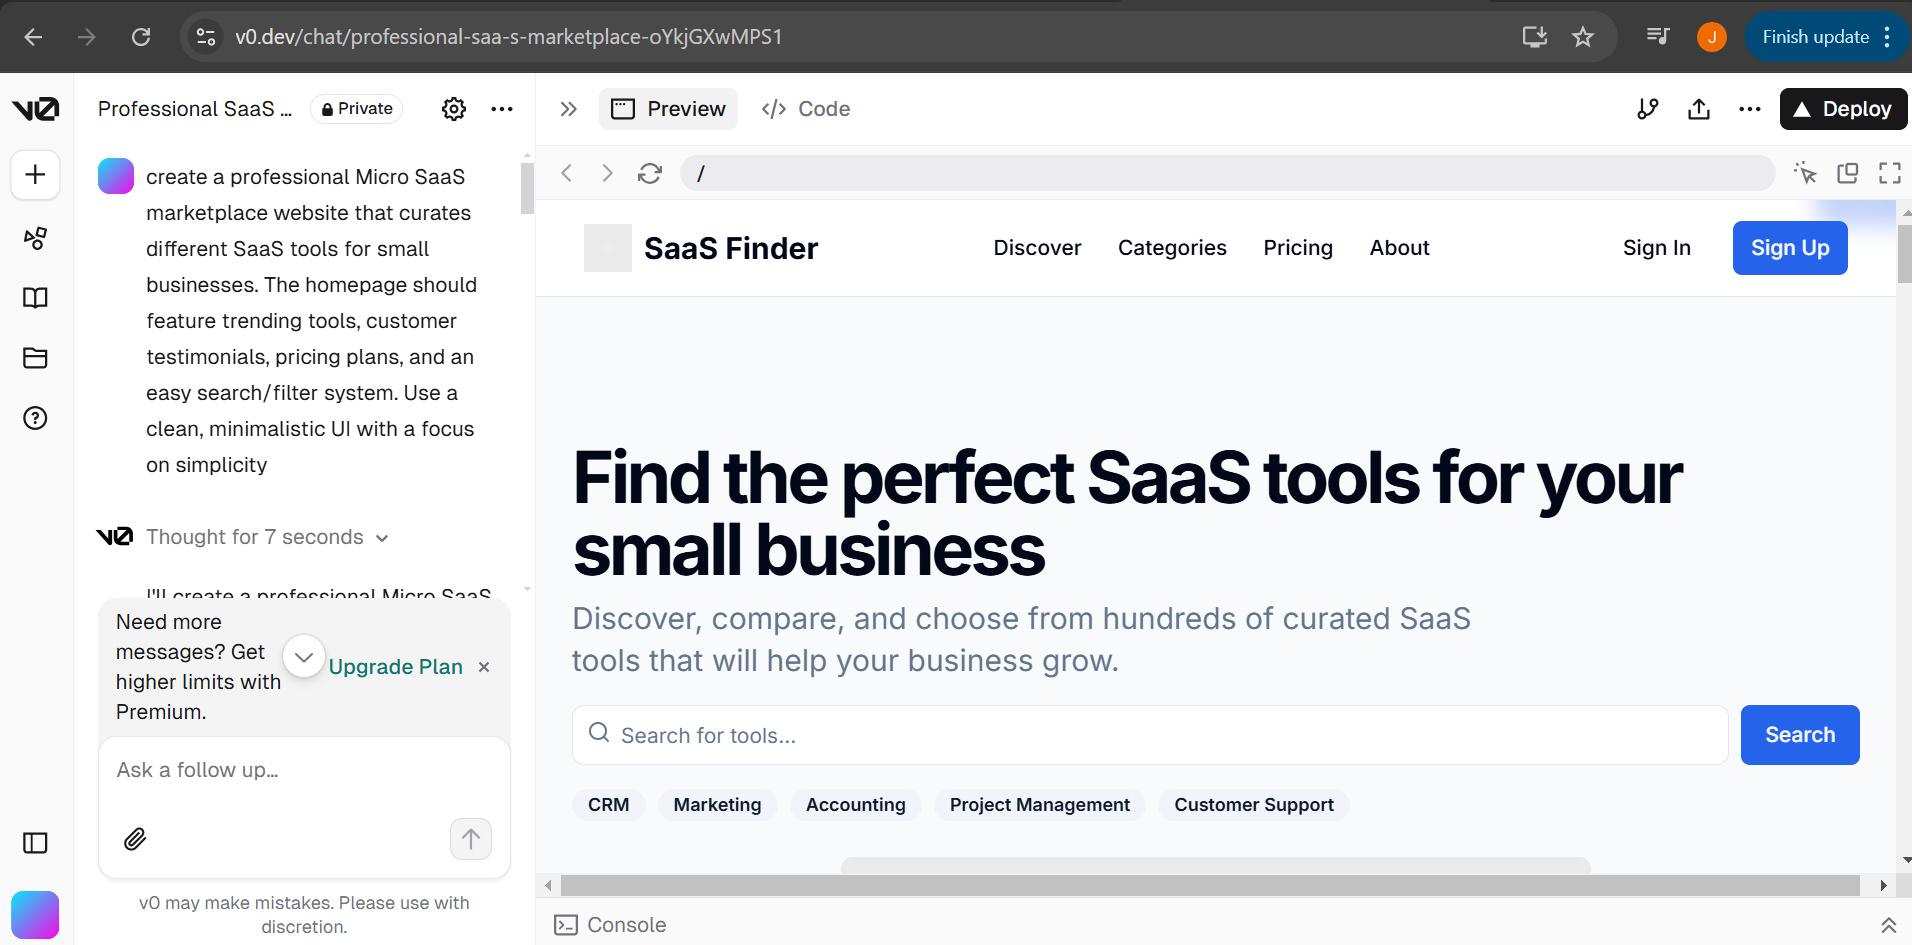 v0.dev/chat/professional-saa-s-marketplace-oYkjGXwMPS1
J
Finish update
v0
Professional SaaS ...
Private
Preview
</> Code
Deploy
create a professional Micro SaaS
marketplace website that curates
different SaaS tools for small
businesses. The homepage should
feature trending tools, customer
testimonials, pricing plans, and an
easy search/filter system. Use a
clean, minimalistic UI with a focus
on simplicity
v0
Thought for 7 seconds
I'll create a professional Micro SaaS
Need more
messages? Get
higher limits with
Premium.
Upgrade Plan
Ask a follow up...
v0 may make mistakes. Please use with
discretion.
/
SaaS Finder
Discover
Categories
Pricing
About
Sign In
Sign Up
Find the perfect SaaS tools for your
small business
Discover, compare, and choose from hundreds of curated SaaS
tools that will help your business grow.
Search for tools...
Search
CRM
Marketing
Accounting
Project Management
Customer Support
Console